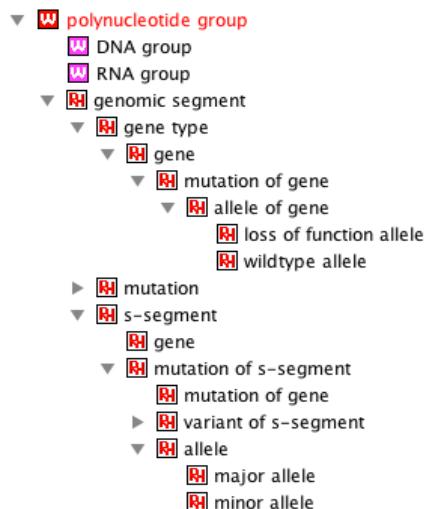 polynucleotide group
DNA group
RNA group
genomic segment
gene type
gene
mutation of gene
allele of gene
loss of function allele
wildtype allele
mutation
s-segment
gene
mutation of s-segment
mutation of gene
variant of s-segment
allele
major allele
minor allele